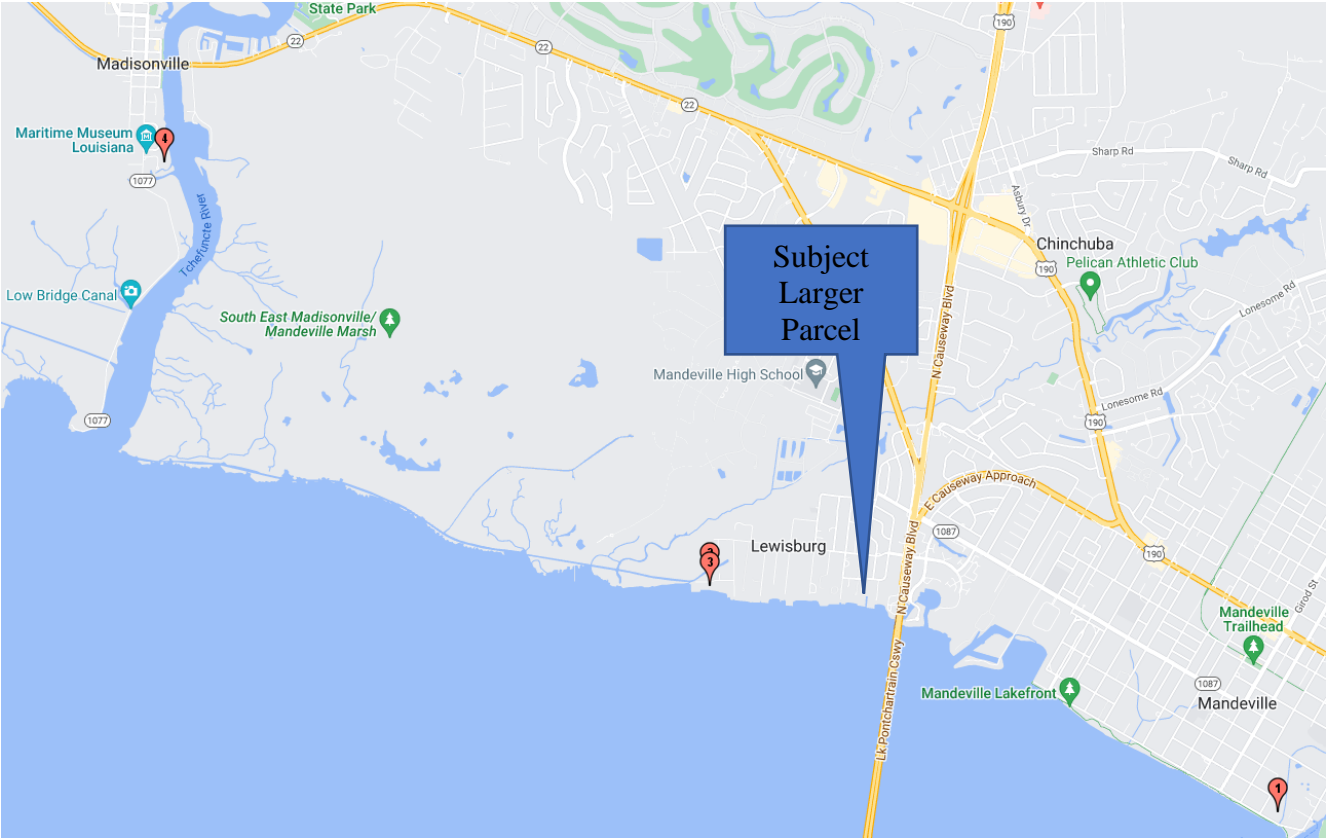 State Park
22
22
190
Madisonville
22
Maritime Museum
Louisiana
4
1077
Sharp Rd
Sharp Rd
Asbury Dr
Tchefuncte River
Subject
Larger
Parcel
Chinchuba
190
Pelican Athletic Club
Low Bridge Canal
South East Madisonville/
Mandeville Marsh
N Causeway Blvd
Lonesome Rd
Mandeville High School
Lonesome Rd
1077
190
E Causeway Approach
1087
Lewisburg
3
N Causeway Blvd
190
Girod St
Mandeville
Trailhead
Lk Pontchartrain Cswy
Mandeville Lakefront
1087
Mandeville
1